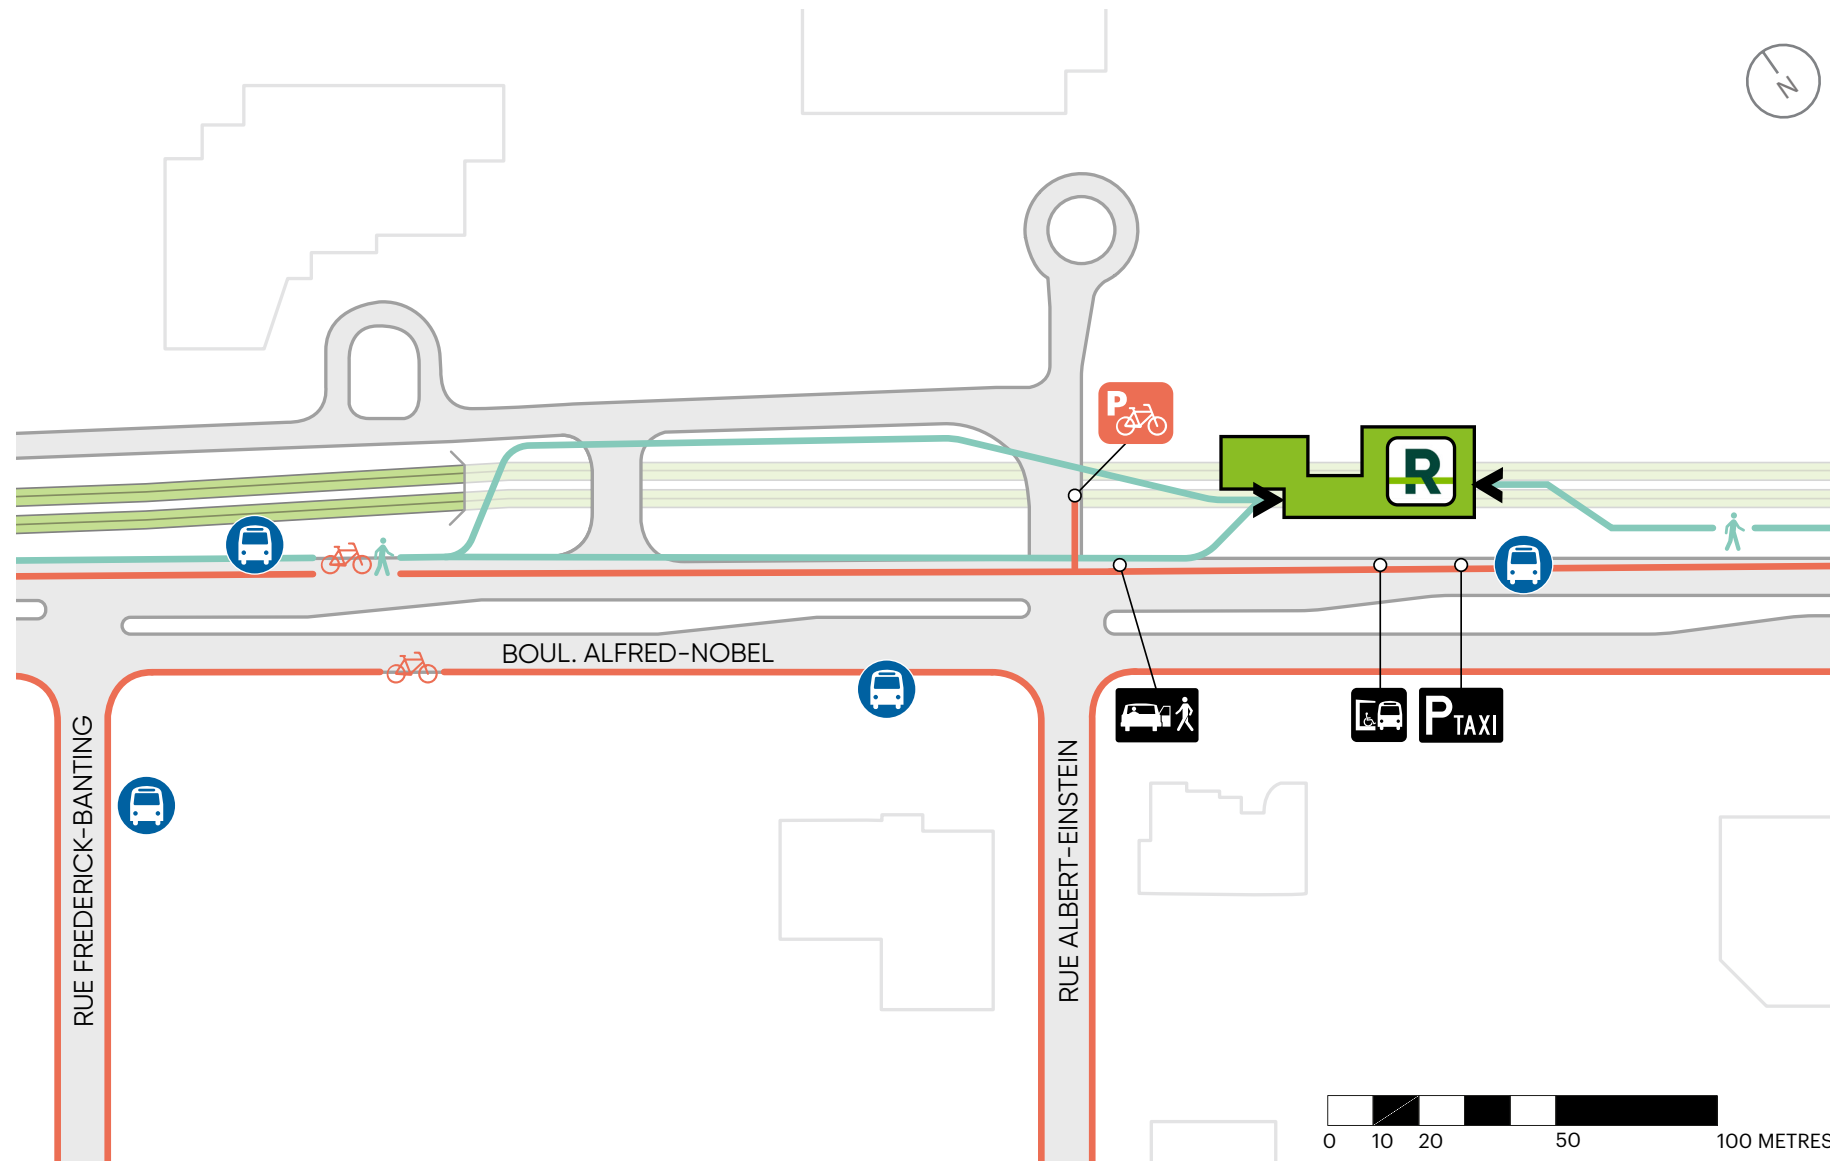 N
P
R
BOUL. ALFRED-NOBEL
P TAXI
RUE FREDERICK-BANTING
RUE ALBERT-EINSTEIN
0 10 20 50 100 METRES